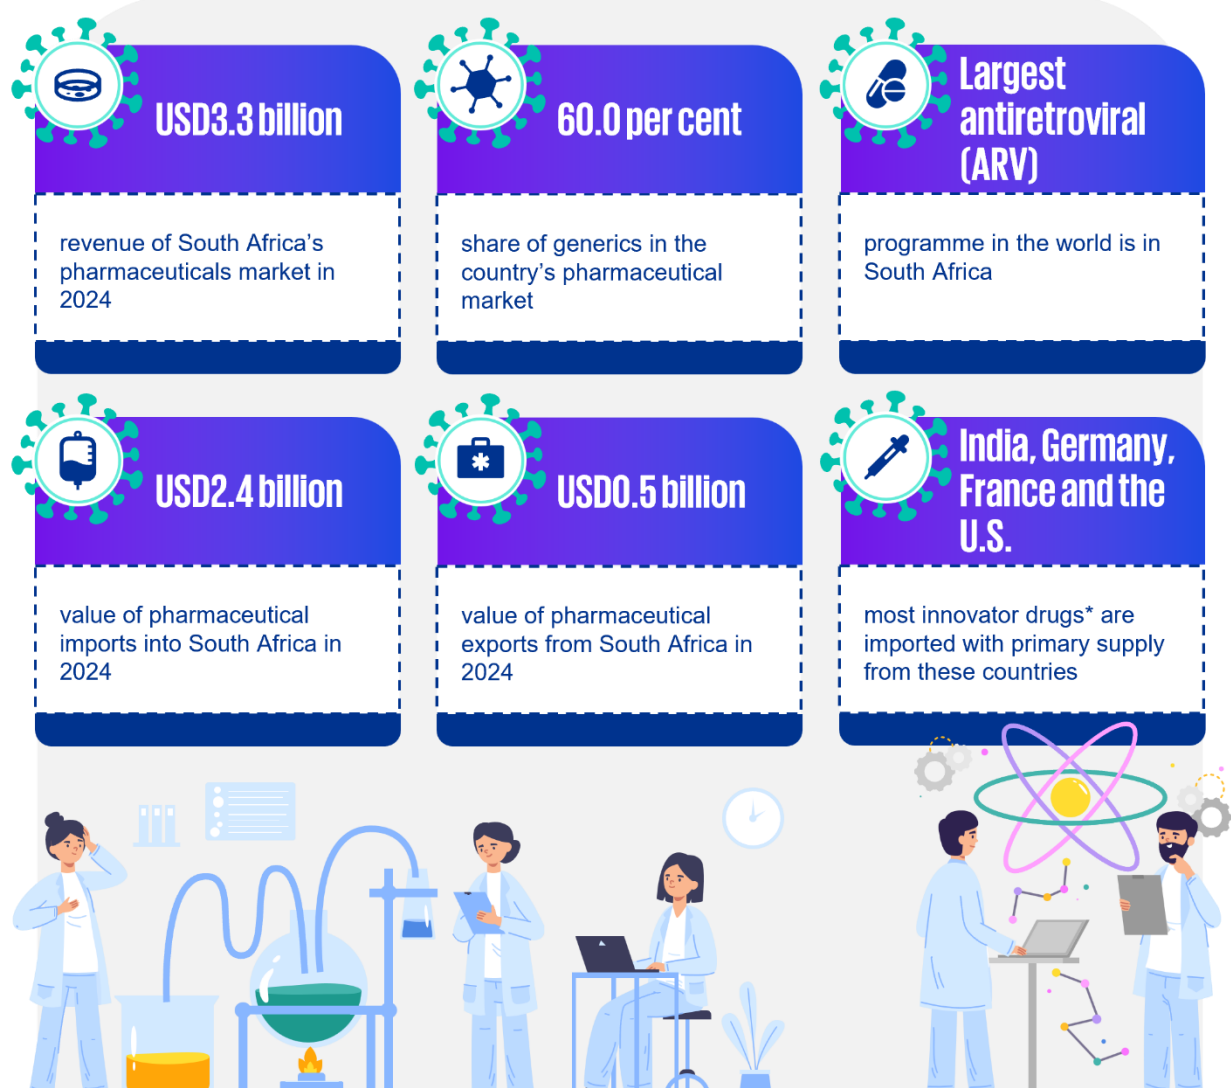 USD3.3 billion
revenue of South Africa's
pharmaceuticals market in
2024
60.0 per cent
share of generics in the
country's pharmaceutical
market
Largest
antiretroviral
(ARV)
programme in the world is in
South Africa
USD2.4 billion
value of pharmaceutical
imports into South Africa in
2024
USD0.5 billion
value of pharmaceutical
exports from South Africa in
2024
India, Germany,
France and the
U.S.
most innovator drugs* are
imported with primary supply
from these countries